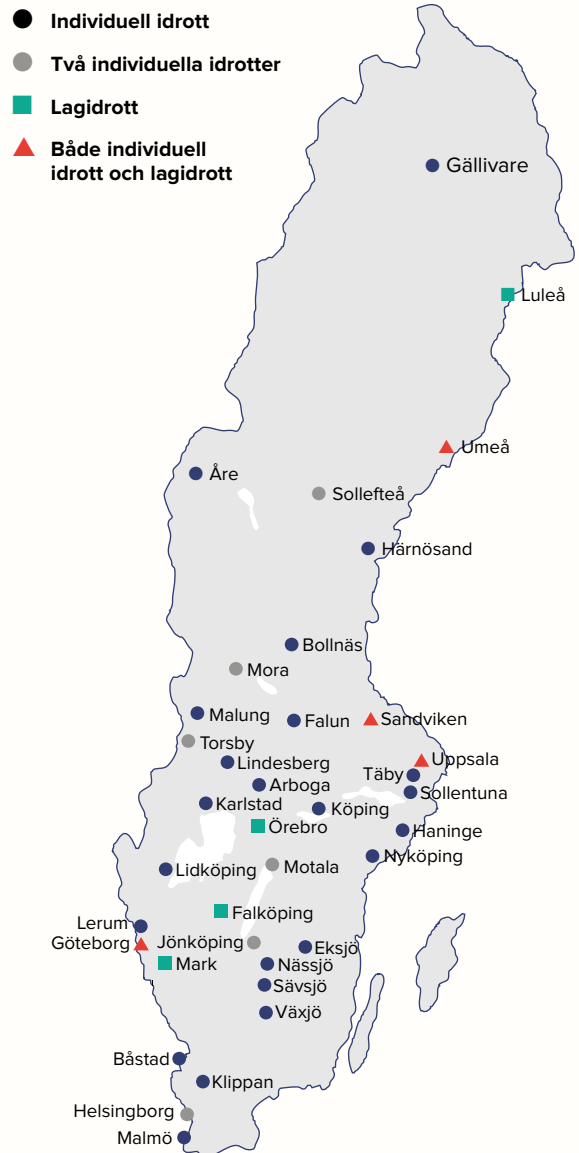 Individuell idrott
Två individuella idrotter
Lagidrott
Både individuell
idrott och lagidrott
Gällivare
Luleå
Umeå
Åre
Sollefteå
Härnösand
Bollnäs
Mora
Malung
Falun
Sandviken
Torsby
Uppsala
Lindesberg
Täby
Arboga
Sollentuna
Karlstad
Köping
Örebro
Haninge
Nyköping
Motala
Lidköping
Falköping
Lerum
Göteborg
Jönköping
Eksjö
Mark
Nässjö
Sävsjö
Växjö
Båstad
Klippan
Helsingborg
Malmö